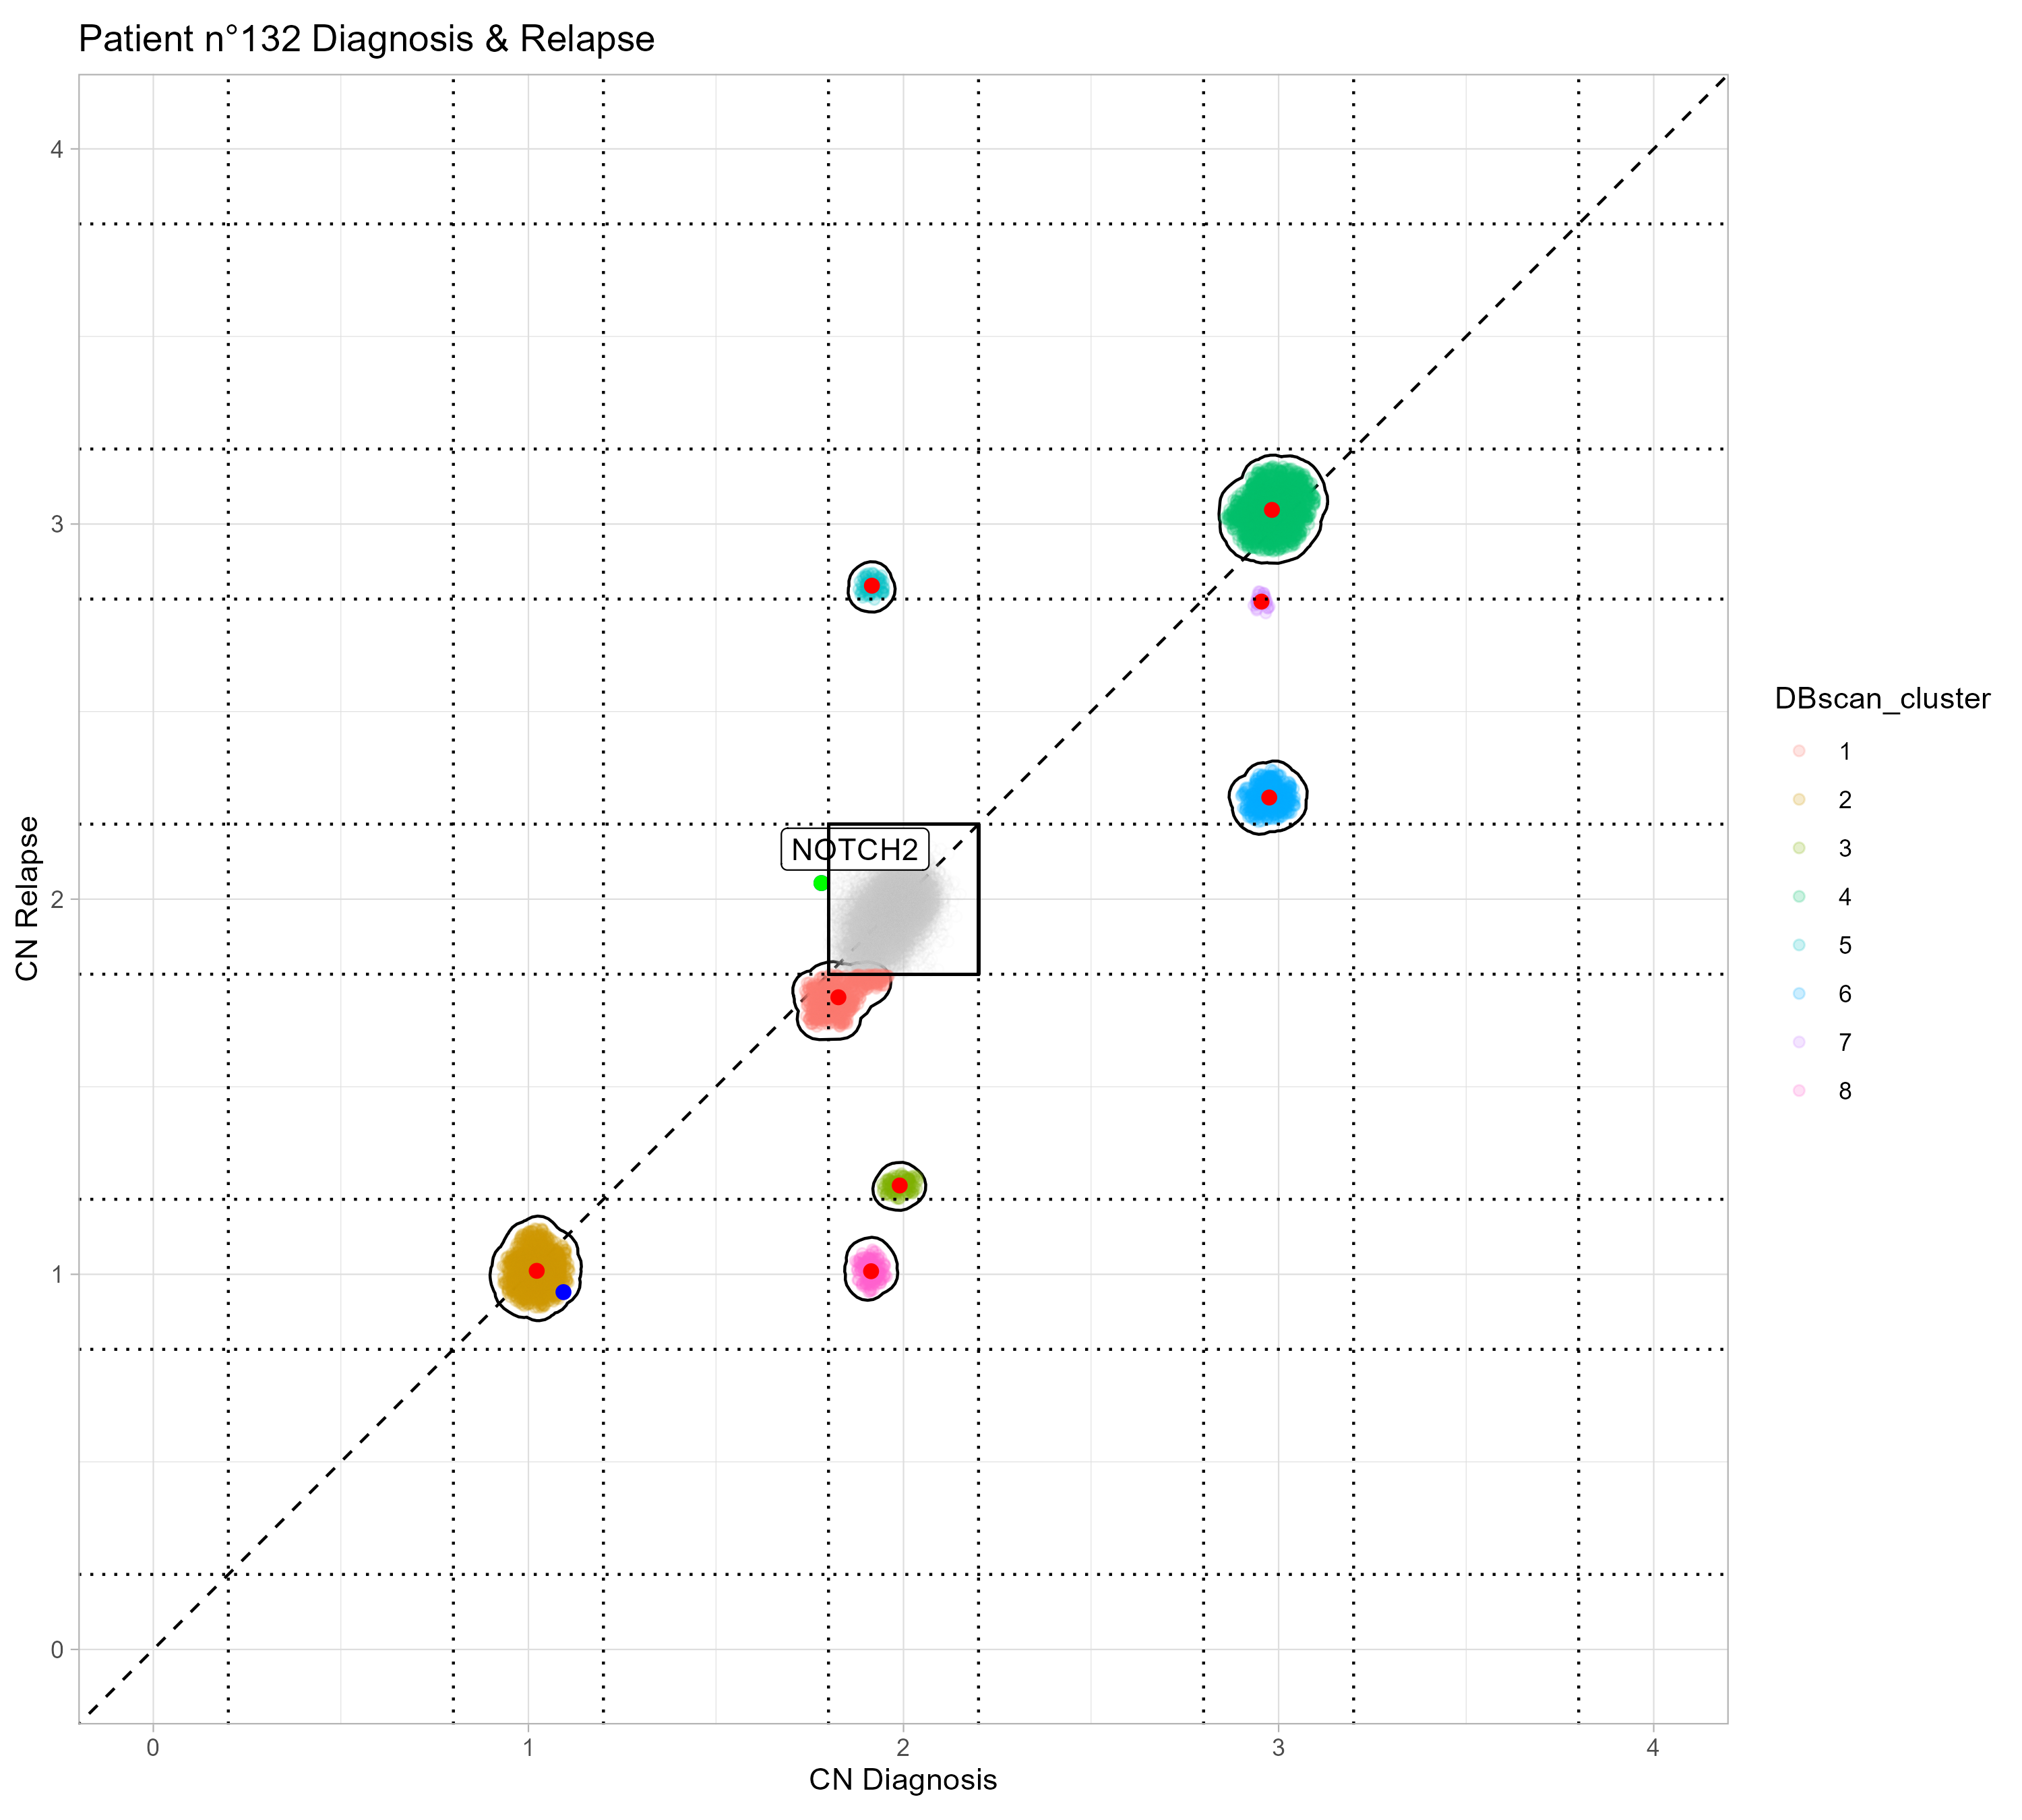 Patient n°132 Diagnosis & Relapse
CN Relapse
4
3
2
1
0
NOTCH2
0 1 2 3 4
CN Diagnosis
DBscan_cluster
1
2
3
4
5
6
7
8